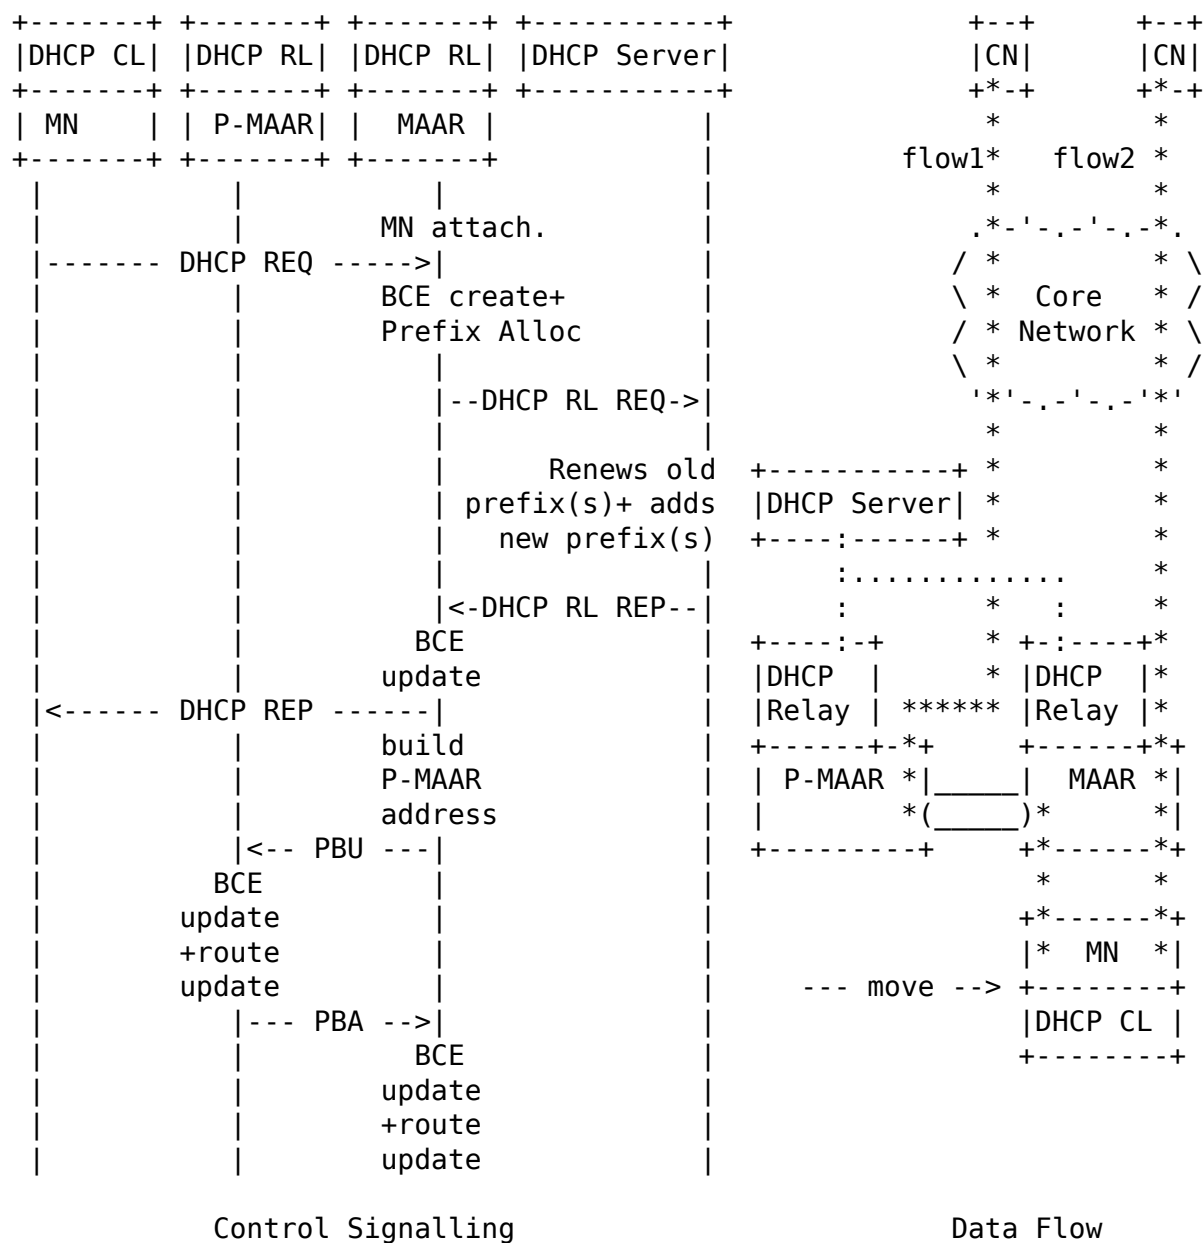 DHCP CL DHCP RL DHCP RL DHCP Server CN CN
MN P-MAAR MAAR
flow1 flow2
MN attach.
DHCP REQ
BCE create+ Core
Prefix Alloc Network
DHCP RL REQ
Renews old
prefix(s)+ adds DHCP Server
new prefix(s)
DHCP RL REP
BCE
update DHCP DHCP
DHCP REP Relay Relay
build
P-MAAR P-MAAR MAAR
address
PBU
BCE
update
+route MN
update move
PBA DHCP CL
BCE
update
+route
update
Control Signalling Data Flow